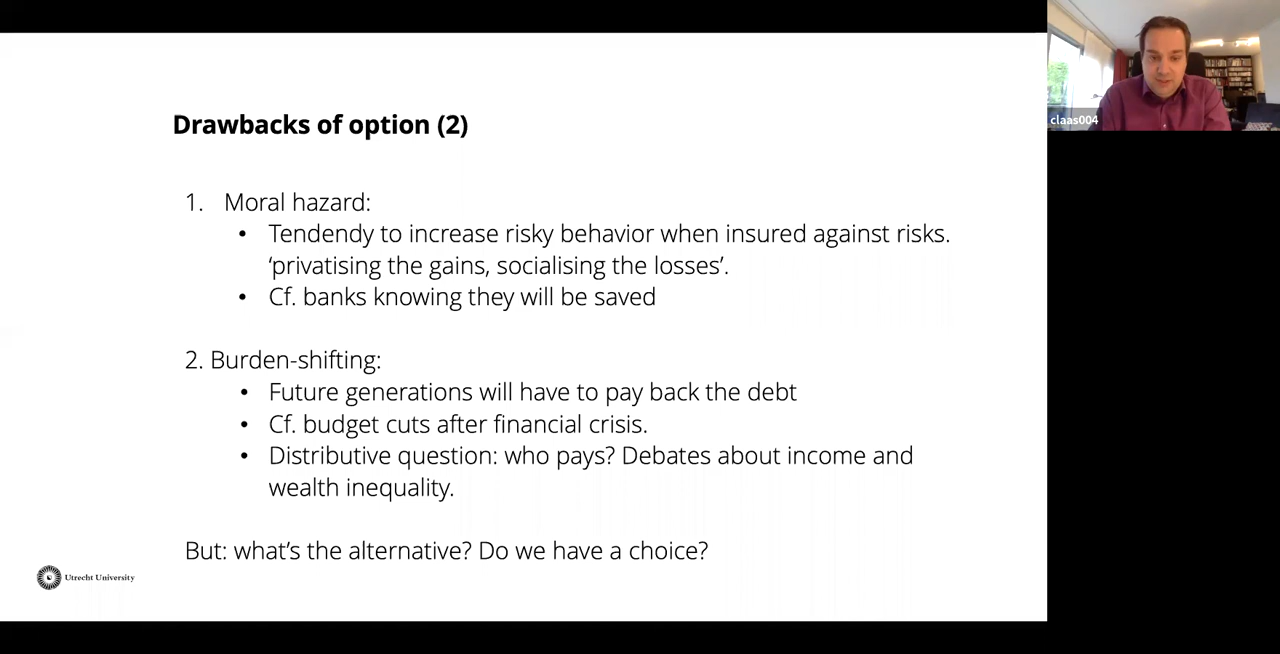 Drawbacks of option (2)
claas004
1. Moral hazard:
• Tendendy to increase risky behavior when insured against risks.
‘privatising the gains, socialising the losses’.
• Cf. banks knowing they will be saved
2. Burden-shifting:
• Future generations will have to pay back the debt
• Cf. budget cuts after financial crisis.
• Distributive question: who pays? Debates about income and
wealth inequality.
But: what’s the alternative? Do we have a choice?
Utrecht University